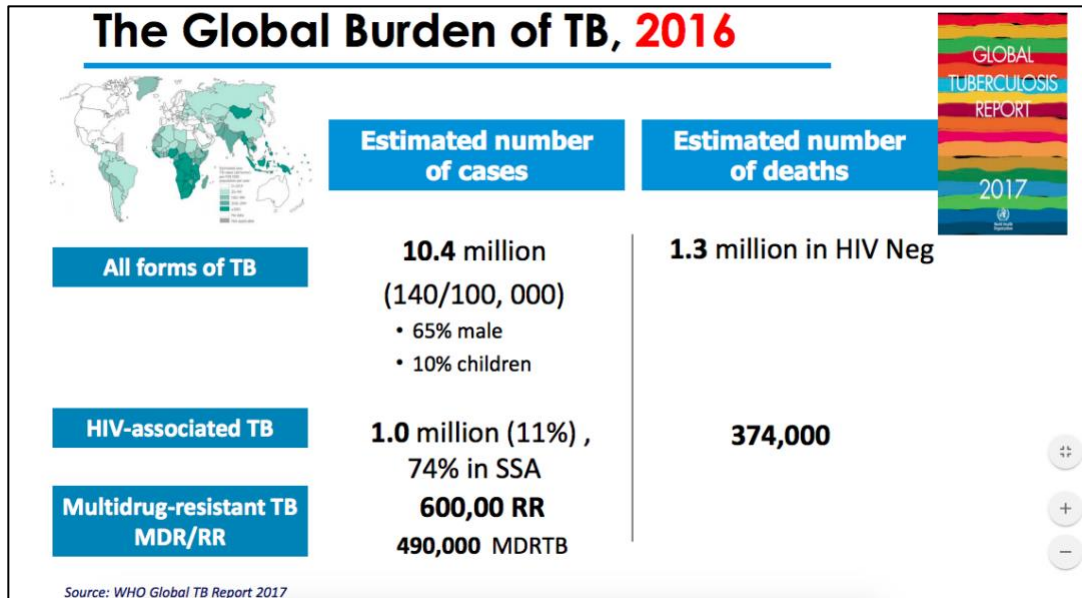 The Global Burden of TB, 2016
GLOBAL
TUBERCULOSIS
REPORT
2017
Estimated number
of cases
Estimated number
of deaths
All forms of TB
10.4 million
(140/100, 000)
• 65% male
• 10% children
1.3 million in HIV Neg
HIV-associated TB
1.0 million (11%) ,
74% in SSA
374,000
Multidrug-resistant TB
MDR/RR
600,00 RR
490,000 MDRTB
Source: WHO Global TB Report 2017